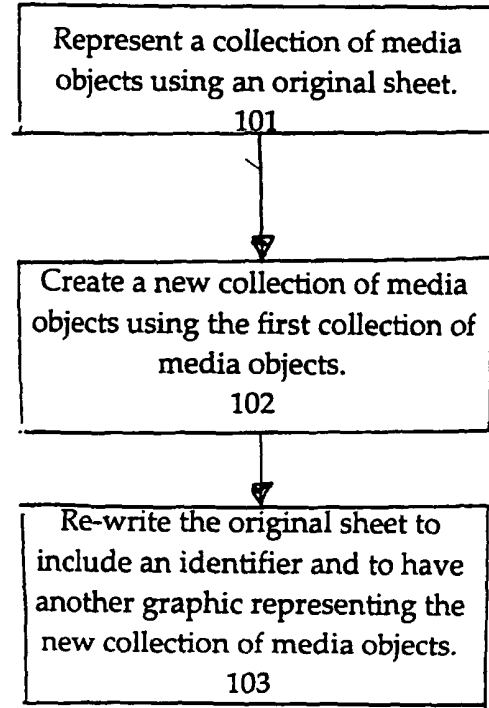 Represent a collection of media
objects using an original sheet.
101
Create a new collection of media
objects using the first collection of
media objects.
102
Re-write the original sheet to
include an identifier and to have
another graphic representing the
new collection of media objects.
103